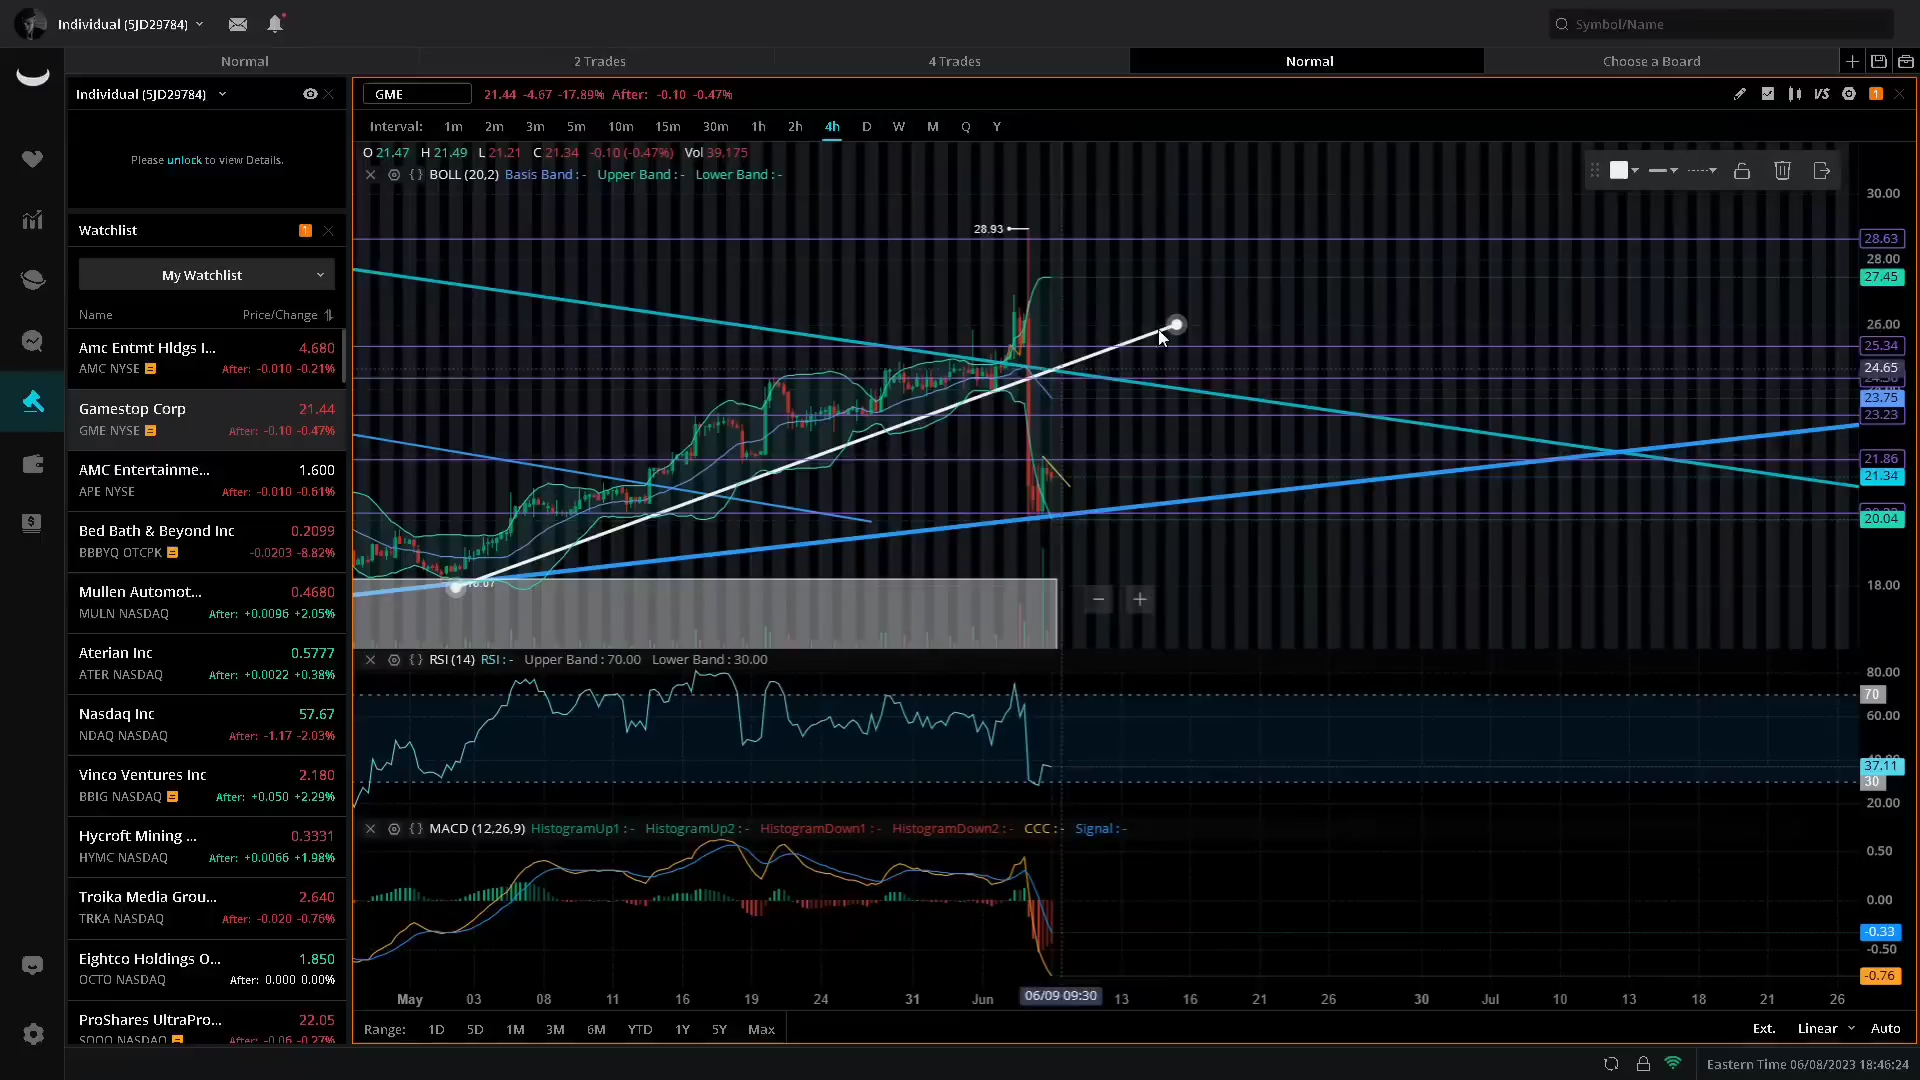 Individual (5JD29784)
Symbol/Name
Normal
2 Trades
4 Trades
Normal
Choose a Board
Individual (5JD29784)
Please unlock to view Details.
Watchlist
1
My Watchlist
Name
Price/Change
Amc Entmt Hldgs I...
4.680
AMC NYSE
After: -0.010 -0.21%
Gamestop Corp
21.44
GME NYSE
After: -0.10 -0.47%
AMC Entertainme...
1.600
APE NYSE
After: -0.010 -0.61%
Bed Bath & Beyond Inc
0.2099
BBBYQ OTCPK
-0.0203 -8.82%
Mullen Automot...
0.4680
MULN NASDAQ
After: +0.0096 +2.05%
Aterian Inc
0.5777
ATER NASDAQ
After: +0.0022 +0.38%
Nasdaq Inc
57.67
NDAQ NASDAQ
After: -1.17 -2.03%
Vinco Ventures Inc
2.180
BBIG NASDAQ
After: +0.050 +2.29%
Hycroft Mining ...
0.3331
HYMC NASDAQ
After: +0.0066 +1.98%
Troika Media Grou...
2.640
TRKA NASDAQ
After: -0.020 -0.76%
Eightco Holdings O...
1.850
OCTO NASDAQ
After: 0.000 0.00%
ProShares UltraPro...
22.05
SQQQ NASDAQ
After: -0.06 -0.27%
GME
21.44 -4.67 -17.89% After: -0.10 -0.47%
VS
1
Interval: 1m 2m 3m 5m 10m 15m 30m 1h 2h 4h D W M Q Y
O 21.47 H 21.49 L 21.21 C 21.34 -0.10 (-0.47%) Vol 39,175
BOLL (20,2) Basis Band : - Upper Band : - Lower Band : -
28.93
30.00
28.63
28.00
27.45
26.00
25.34
24.65
23.75
23.23
21.86
21.34
20.04
18.00
RSI (14) RSI : - Upper Band : 70.00 Lower Band : 30.00
80.00
70
60.00
37.11
30
20.00
MACD (12,26,9) HistogramUp1 : - HistogramUp2 : - HistogramDown1 : - HistogramDown2 : - CCC : - Signal : -
0.50
0.00
-0.33
-0.50
-0.76
May 03 08 11 16 19 24 31 Jun 06/09 09:30 13 16 21 26 30 Jul 10 13 18 21 26
Range: 1D 5D 1M 3M 6M YTD 1Y 5Y Max
Ext. Linear Auto
Eastern Time 06/08/2023 18:46:24